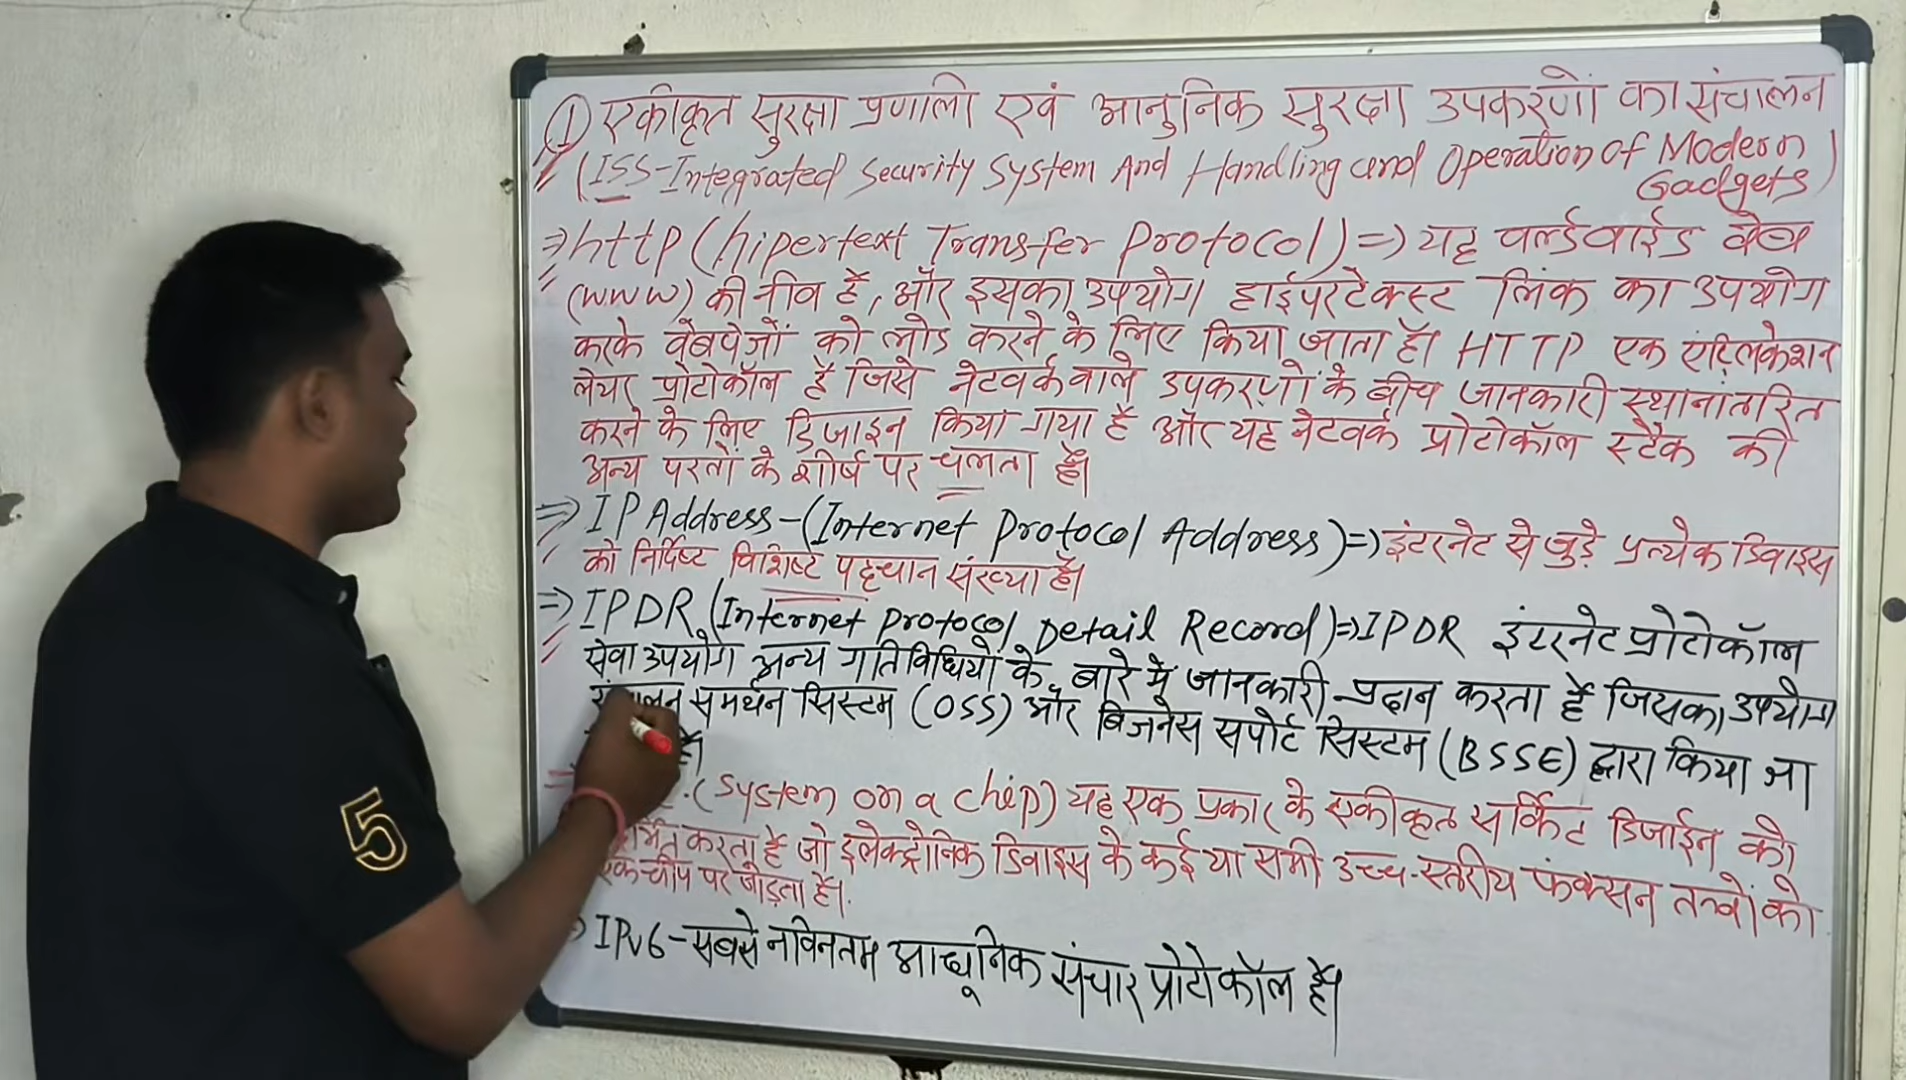 ① एकीकृत सुरक्षा प्रणाली एवं आनुनिक सुरक्षा उपकरणों का संचालन
(ISS-Integrated Security System And Handling and Operation Of Modern
Gadgets)
⇒ http (hipertext Transfer Protocol) ⇒ यह वर्ल्डवाईड वेब
(www) की नीव है, और इसका उपयोग हाईपरटेक्स्ट लिंक का उपयोग
करके वेबपेजों को लोड करने के लिए किया जाता है। HTTP एक एप्लिकेशन
लेयर प्रोटोकॉल है जिसे नेटवर्क वाले उपकरणों के बीच जानकारी स्थानांतरित
करने के लिए डिजाइन किया गया है और यह नेटवर्क प्रोटोकॉल स्टैक की
अन्य परतों के शीर्ष पर चलता है।
⇒ IP Address - (Internet Protocol Address) ⇒ इंटरनेट से जुड़े प्रत्येक डिवाइस
को निर्दिष्ट विशिष्ट पहचान संख्या है।
⇒ IPDR (Internet Protocol Detail Record) ⇒ IPDR इंटरनेट प्रोटोकॉल
सेवा उपयोग अन्य गतिविधियों के बारे में जानकारी प्रदान करता है जिसका उपयोग
समर्थन सिस्टम (OSS) और बिजनेस सपोर्ट सिस्टम (BSSE) द्वारा किया जा
है।
(System on a chip) यह एक प्रकार के एकीकृत सर्किट डिजाईन को
करता है जो इलेक्ट्रोनिक डिवाइस के कई या सभी उच्च-स्तरीय फंक्सन तत्वों को
एक चीप पर जोड़ता है।
⇒ IPv6 - सबसे नविनतम आध्यूनिक संचार प्रोटोकॉल है।
5